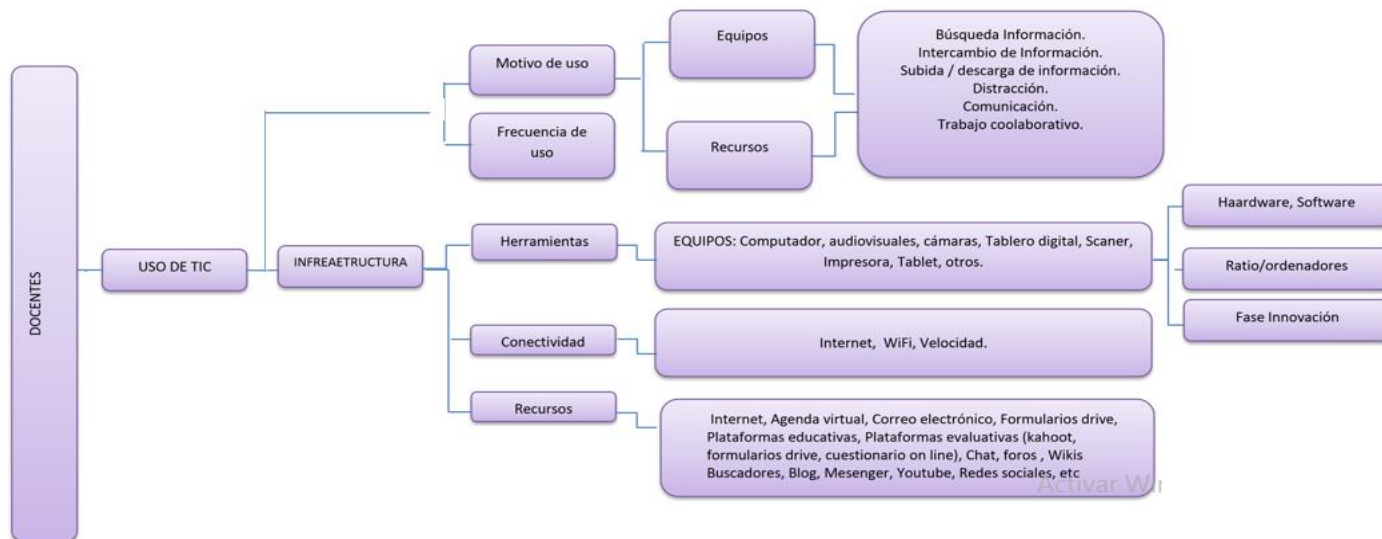 DOCENTES
USO DE TIC
Motivo de uso
Frecuencia de
uso
Equipos
Recursos
Búsqueda Información.
Intercambio de Información.
Subida / descarga de información.
Distracción.
Comunicación.
Trabajo coolaborativo.
INFREAETRUCTURA
Herramientas
EQUIPOS: Computador, audiovisuales, cámaras, Tablero digital, Scaner,
Impresora, Tablet, otros.
Haardware, Software
Ratio/ordenadores
Fase Innovación
Conectividad
Internet, WiFi, Velocidad.
Recursos
Internet, Agenda virtual, Correo electrónico, Formularios drive,
Plataformas educativas, Plataformas evaluativas (kahoot,
formularios drive, cuestionario on line), Chat, foros , Wikis
Buscadores, Blog, Mesenger, Youtube, Redes sociales, etc
Activar